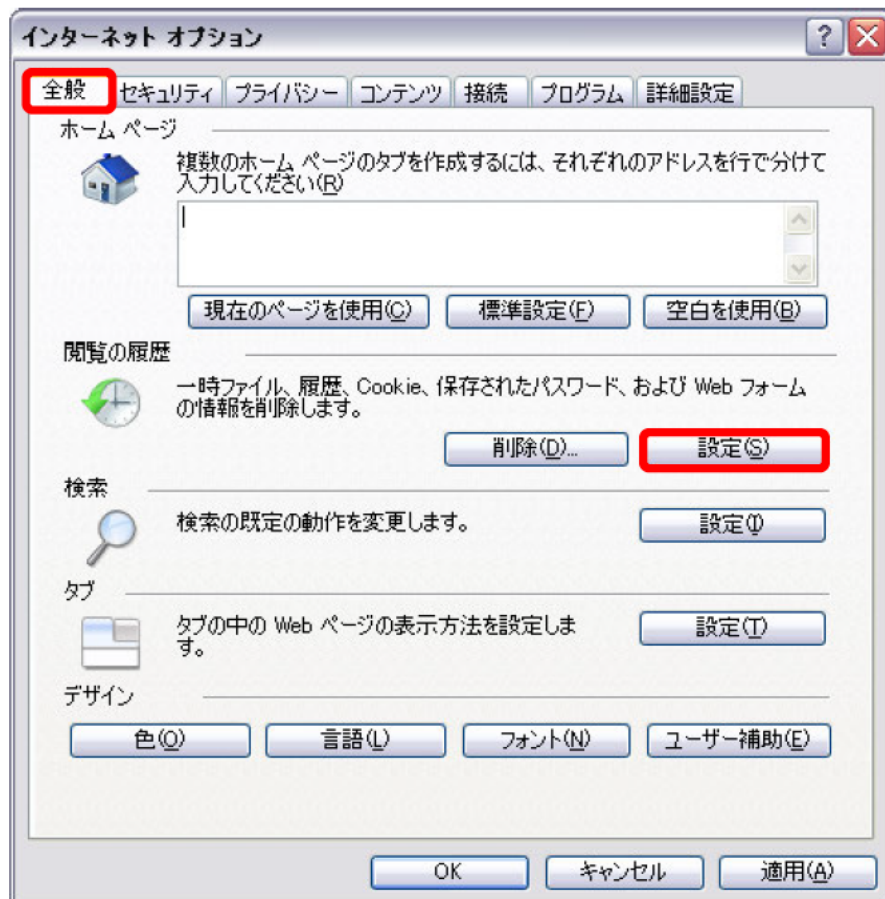 インターネット オプション
?
全般 セキュリティ プライバシー コンテンツ 接続 プログラム 詳細設定
ホーム ページ
複数のホーム ページのタブを作成するには、それぞれのアドレスを行で分けて
入力してください(R)
現在のページを使用(C) 標準設定(F) 空白を使用(B)
閲覧の履歴
一時ファイル、履歴、Cookie、保存されたパスワード、および Web フォーム
の情報を削除します。
削除(D)... 設定(S)
検索
検索の既定の動作を変更します。
設定(I)
タブ
タブの中の Web ページの表示方法を設定しま
す。
設定(T)
デザイン
色(O) 言語(L) フォント(N) ユーザー補助(E)
OK キャンセル 適用(A)